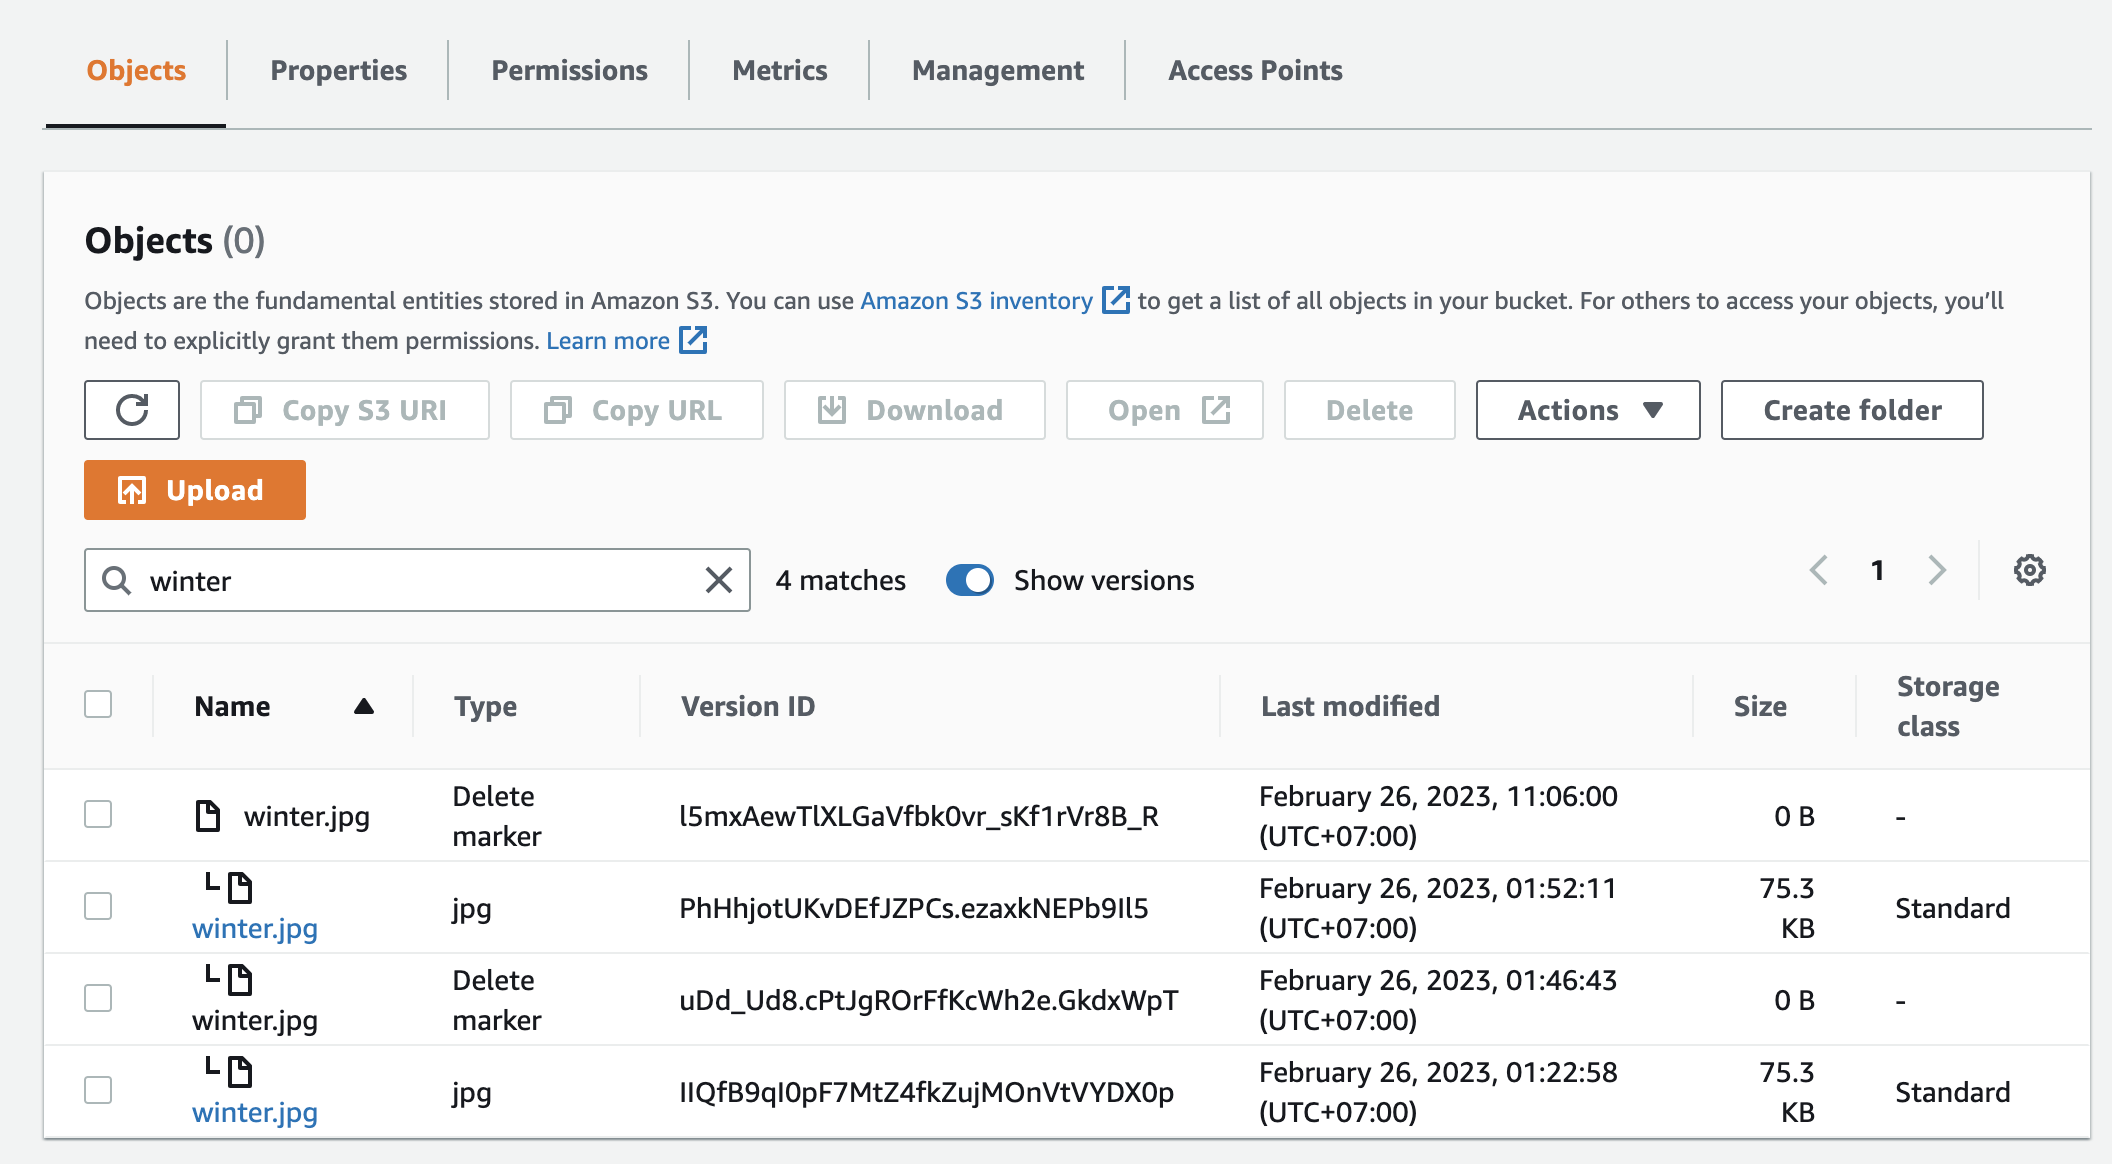 Objects
Properties
Permissions
Metrics
Management
Access Points
Objects (0)
Objects are the fundamental entities stored in Amazon S3. You can use Amazon S3 inventory to get a list of all objects in your bucket. For others to access your objects, you'll
need to explicitly grant them permissions. Learn more
Copy S3 URI
Copy URL
Download
Open
Delete
Actions
Create folder
Upload
winter
4 matches
Show versions
1
Name
Type
Version ID
Last modified
Size
Storage
class
winter.jpg
Delete
marker
l5mxAewTlXLGaVfbk0vr_sKf1rVr8B_R
February 26, 2023, 11:06:00
(UTC+07:00)
0 B
-
winter.jpg
jpg
PhHhjotUKvDEfJZPCs.ezaxkNEPb9Il5
February 26, 2023, 01:52:11
(UTC+07:00)
75.3
KB
Standard
winter.jpg
Delete
marker
uDd_Ud8.cPtJgROrFfKcWh2e.GkdxWpT
February 26, 2023, 01:46:43
(UTC+07:00)
0 B
-
winter.jpg
jpg
IIQfB9qI0pF7MtZ4fkZujMOnVtVYDX0p
February 26, 2023, 01:22:58
(UTC+07:00)
75.3
KB
Standard